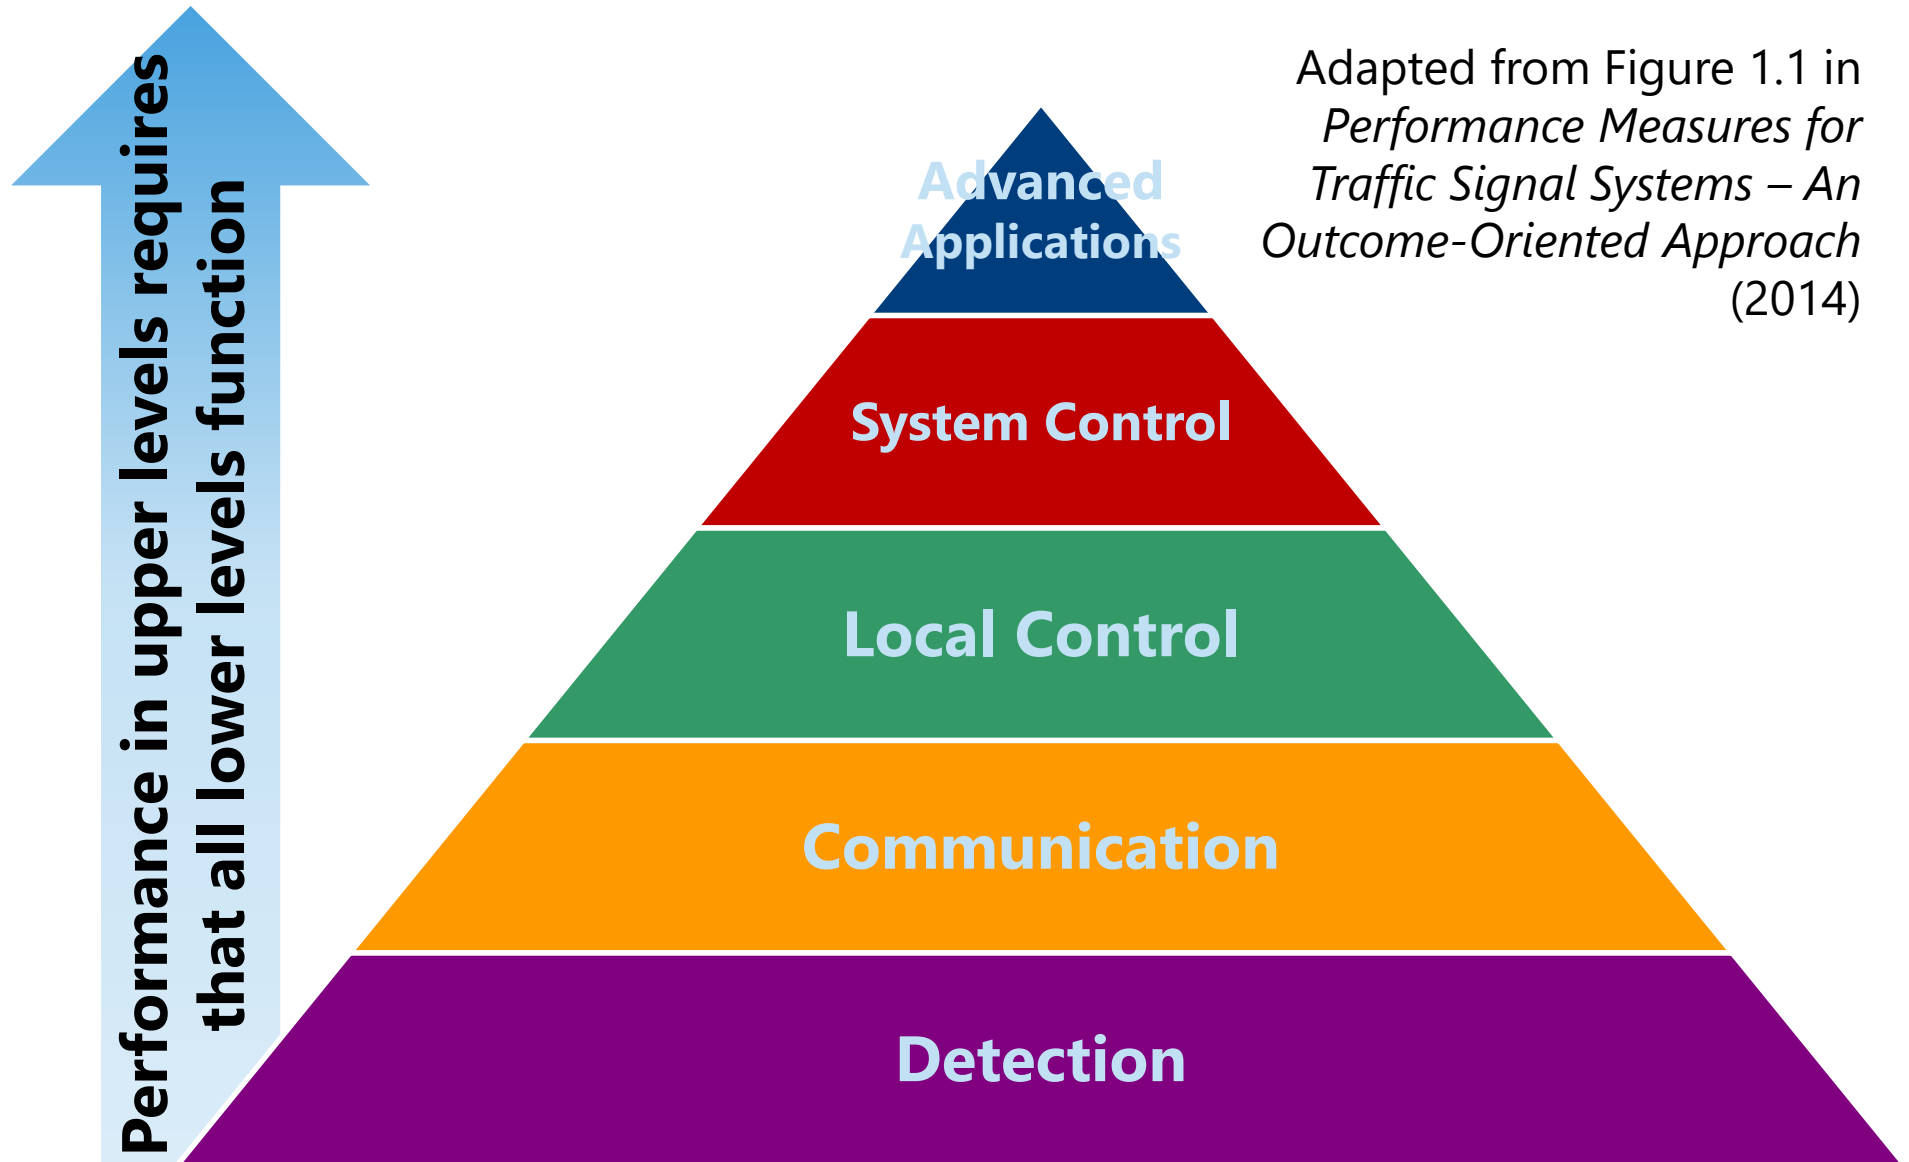 Performance in upper levels requires
that all lower levels function
Adapted from Figure 1.1 in
Performance Measures for
Traffic Signal Systems – An
Outcome-Oriented Approach
(2014)
Advanced
Applications
System Control
Local Control
Communication
Detection